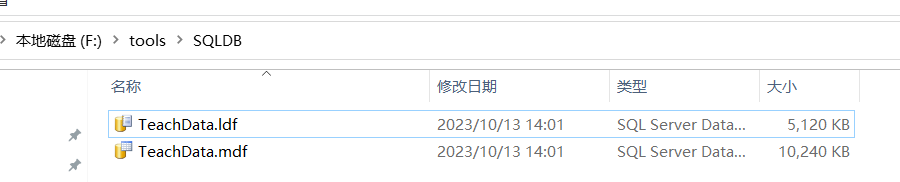 本地磁盘 (F:) > tools > SQLDB
名称 修改日期 类型 大小
TeachData.ldf 2023/10/13 14:01 SQL Server Data... 5,120 KB
TeachData.mdf 2023/10/13 14:01 SQL Server Data... 10,240 KB